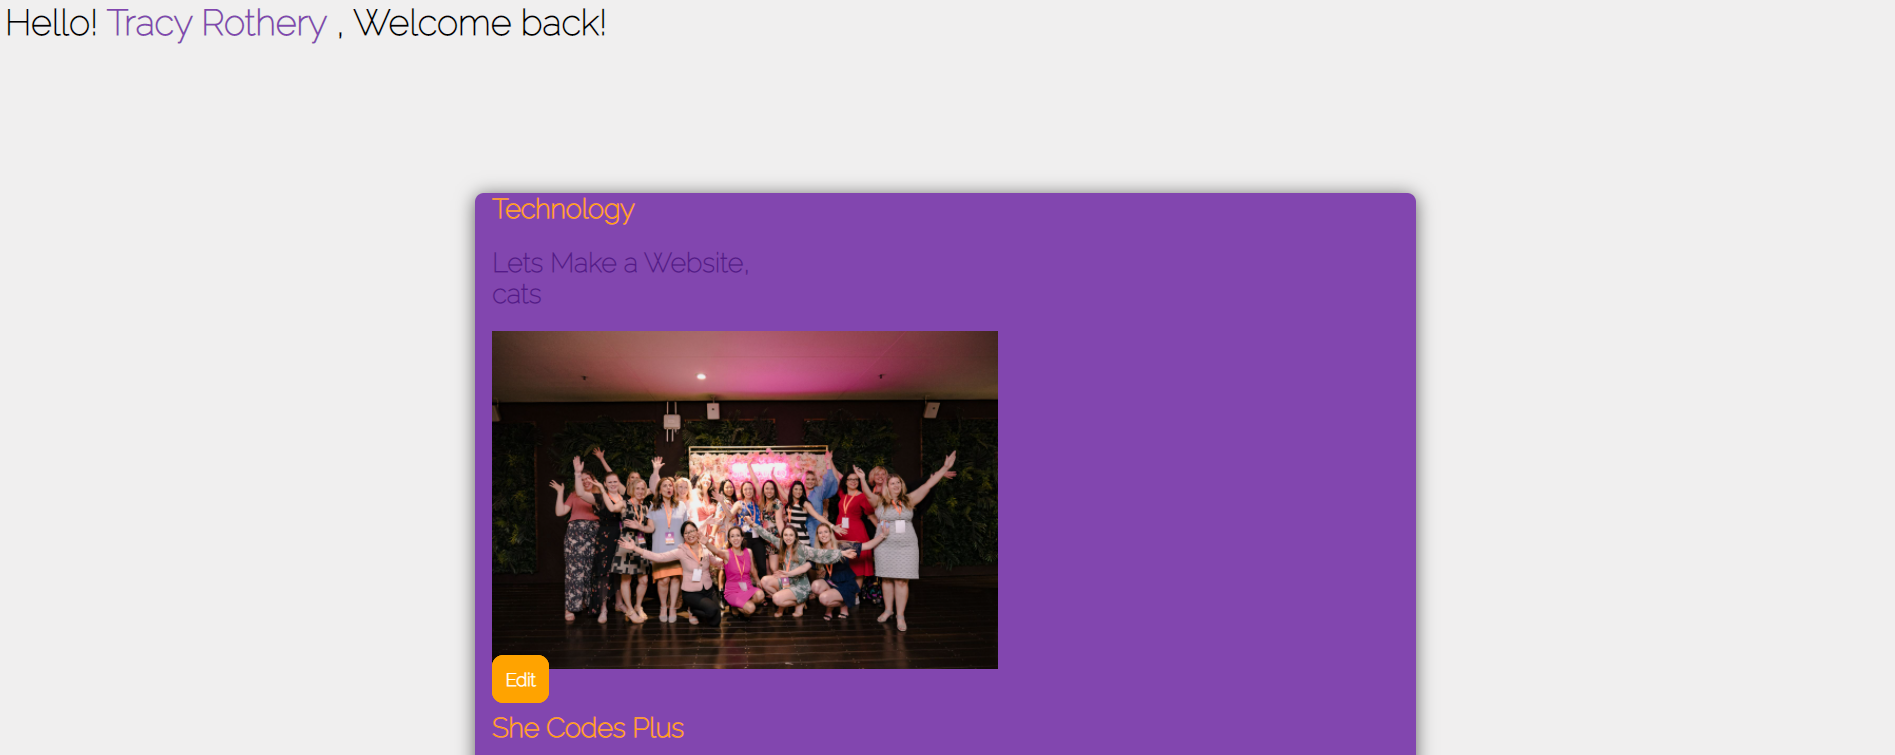 Hello! Tracy Rothery , Welcome back!
Technology
Lets Make a Website,
cats
Edit
She Codes Plus